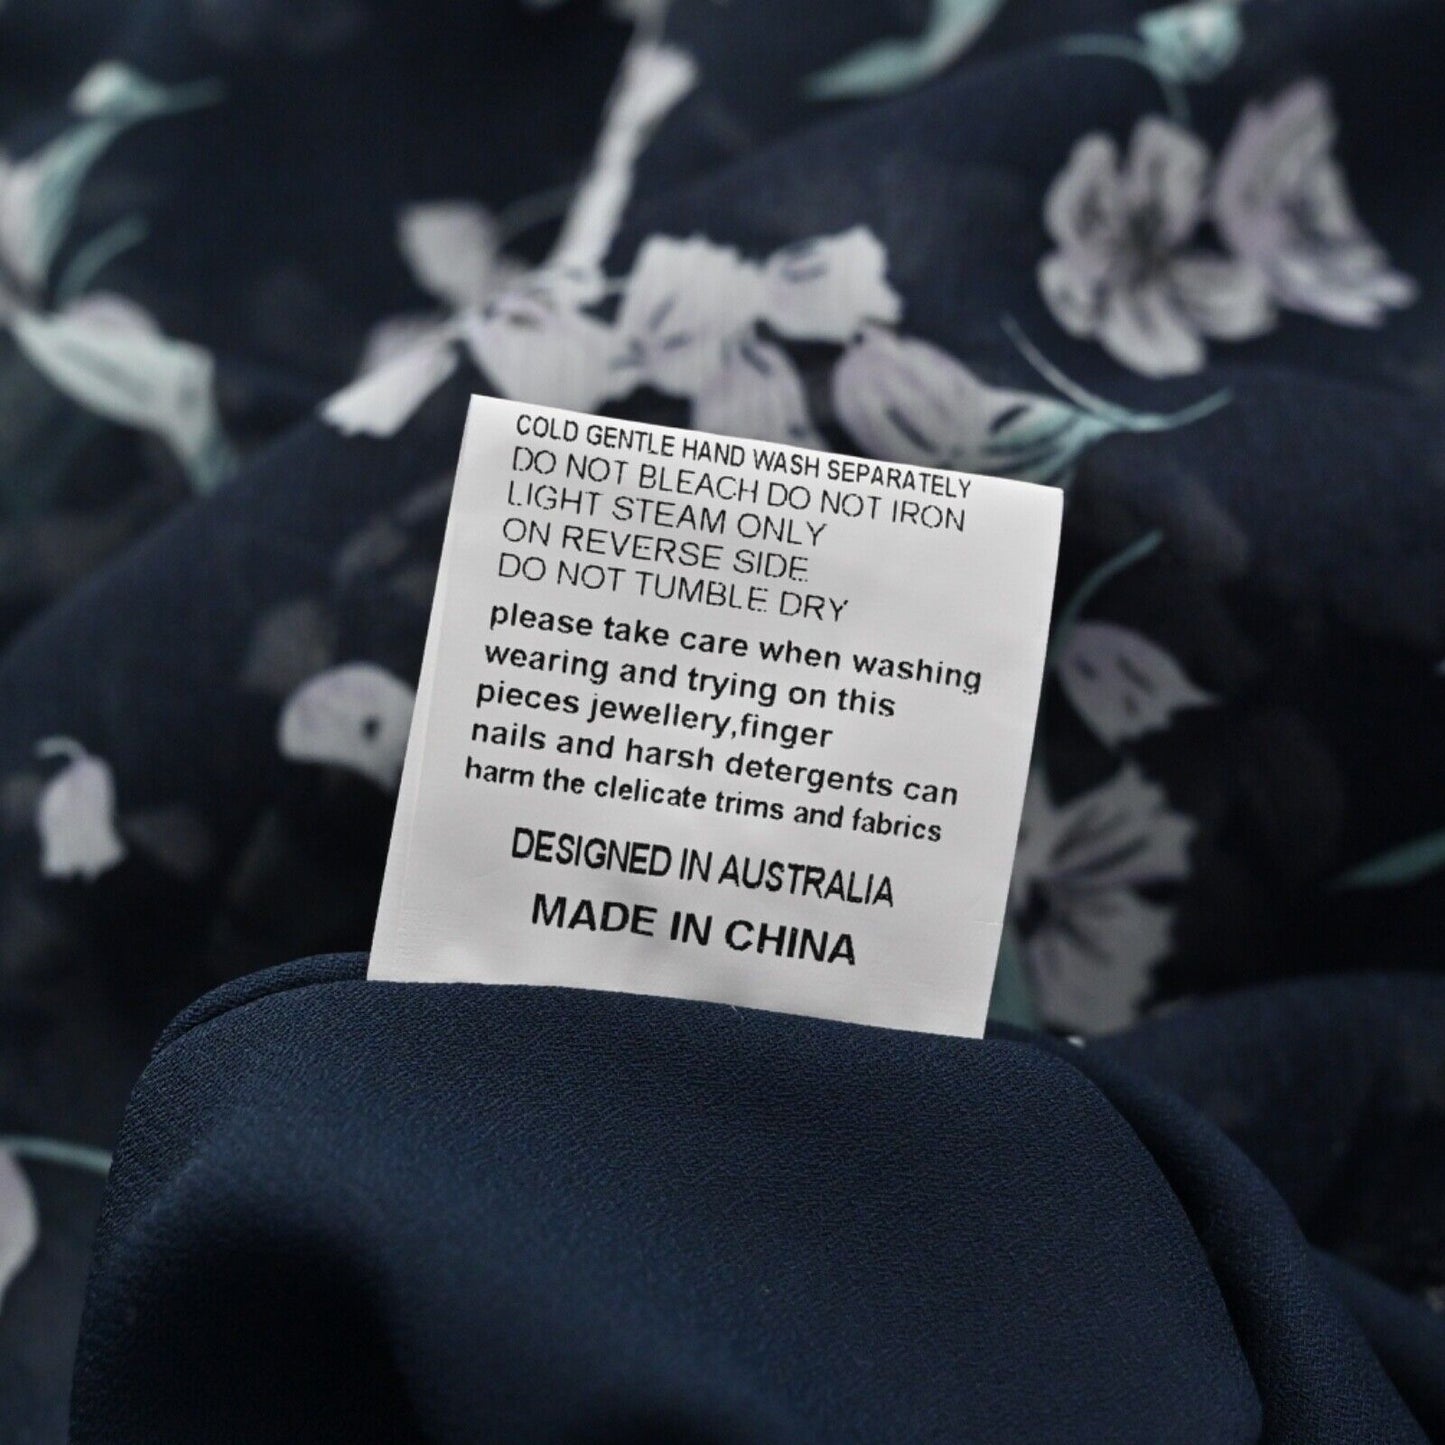 COLD GENTLE HAND WASH SEPARATELY
DO NOT BLEACH DO NOT IRON
LIGHT STEAM ONLY
ON REVERSE SIDE
DO NOT TUMBLE DRY
please take care when washing
wearing and trying on this
pieces jewellery,finger
nails and harsh detergents can
harm the clelicate trims and fabrics
DESIGNED IN AUSTRALIA
MADE IN CHINA